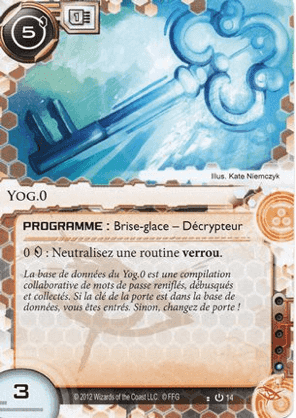 5
Illus. Kate Niemczyk
Yog.0
PROGRAMME : Brise-glace – Décrypteur
0 : Neutralisez une routine verrou.
La base de données du Yog.0 est une compilation
collaborative de mots de passe reniflés, débusqués
et collectés. Si la clé de la porte est dans la base de
données, vous êtes entrés. Sinon, changez de porte !
3
© 2012 Wizards of the Coast LLC. © FFG
14